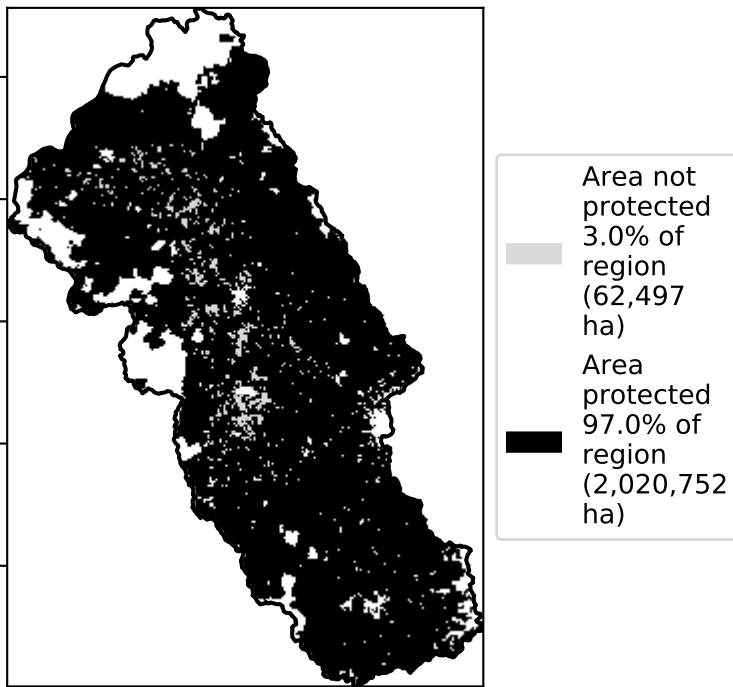 Area not
protected
3.0% of
region
(62,497
ha)
Area
protected
97.0% of
region
(2,020,752
ha)